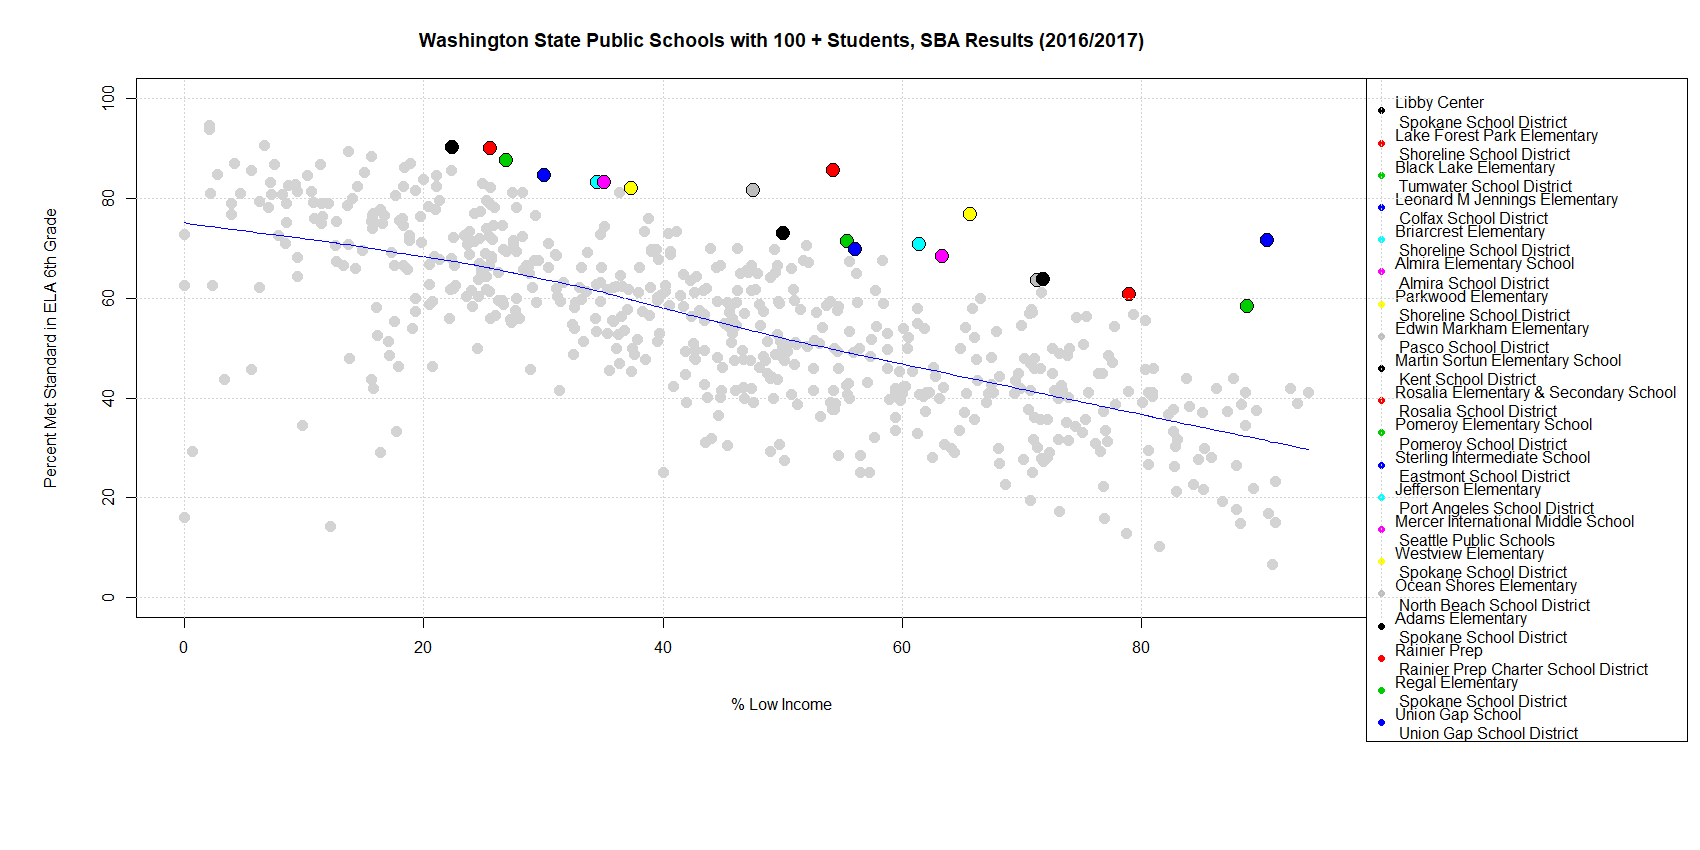 Washington State Public Schools with 100 + Students, SBA Results (2016/2017)
Percent Met Standard in ELA 6th Grade
100
80
60
40
20
0
0
20
40
60
80
% Low Income
Libby Center
Spokane School District
Lake Forest Park Elementary
Shoreline School District
Black Lake Elementary
Tumwater School District
Leonard M Jennings Elementary
Colfax School District
Briarcrest Elementary
Shoreline School District
Almira Elementary School
Almira School District
Parkwood Elementary
Shoreline School District
Edwin Markham Elementary
Pasco School District
Martin Sortun Elementary School
Kent School District
Rosalia Elementary & Secondary School
Rosalia School District
Pomeroy Elementary School
Pomeroy School District
Sterling Intermediate School
Eastmont School District
Jefferson Elementary
Port Angeles School District
Mercer International Middle School
Seattle Public Schools
Westview Elementary
Spokane School District
Ocean Shores Elementary
North Beach School District
Adams Elementary
Spokane School District
Rainier Prep
Rainier Prep Charter School District
Regal Elementary
Spokane School District
Union Gap School
Union Gap School District